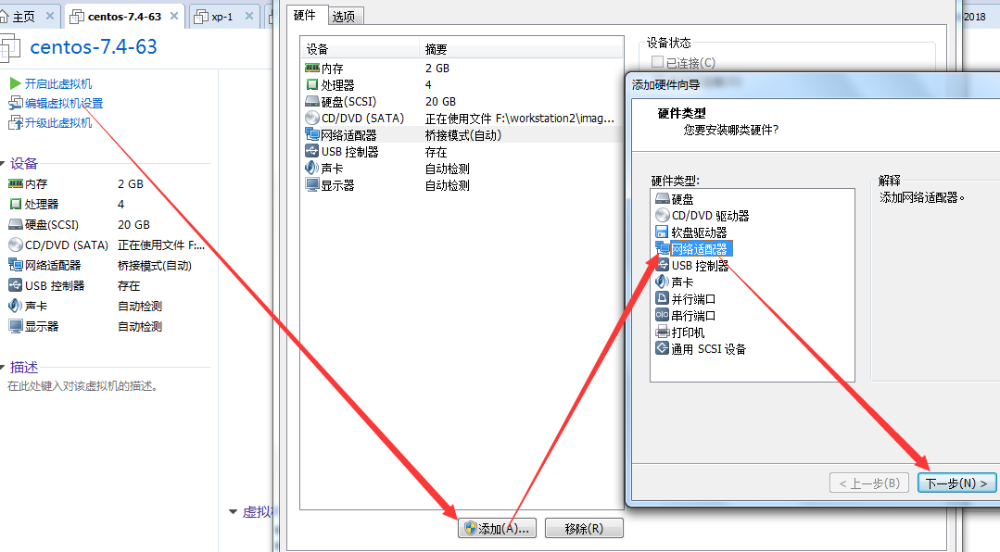 主页
centos-7.4-63
xp-1
2018
centos-7.4-63
开启此虚拟机
编辑虚拟机设置
升级此虚拟机
设备
内存 2 GB
处理器 4
硬盘(SCSI) 20 GB
CD/DVD (SATA) 正在使用文件 F:...
网络适配器 桥接模式(自动)
USB 控制器 存在
声卡 自动检测
显示器 自动检测
描述
在此处键入对该虚拟机的描述。
虚拟
硬件 选项
设备 摘要
内存 2 GB
处理器 4
硬盘(SCSI) 20 GB
CD/DVD (SATA) 正在使用文件 F:\workstation2\imag...
网络适配器 桥接模式(自动)
USB 控制器 存在
声卡 自动检测
显示器 自动检测
添加(A)... 移除(R)
设备状态
已连接(C)
添加硬件向导
硬件类型
您要安装哪类硬件?
硬件类型:
硬盘
CD/DVD 驱动器
软盘驱动器
网络适配器
USB 控制器
声卡
并行端口
串行端口
打印机
通用 SCSI 设备
解释
添加网络适配器。
< 上一步(B) 下一步(N) >